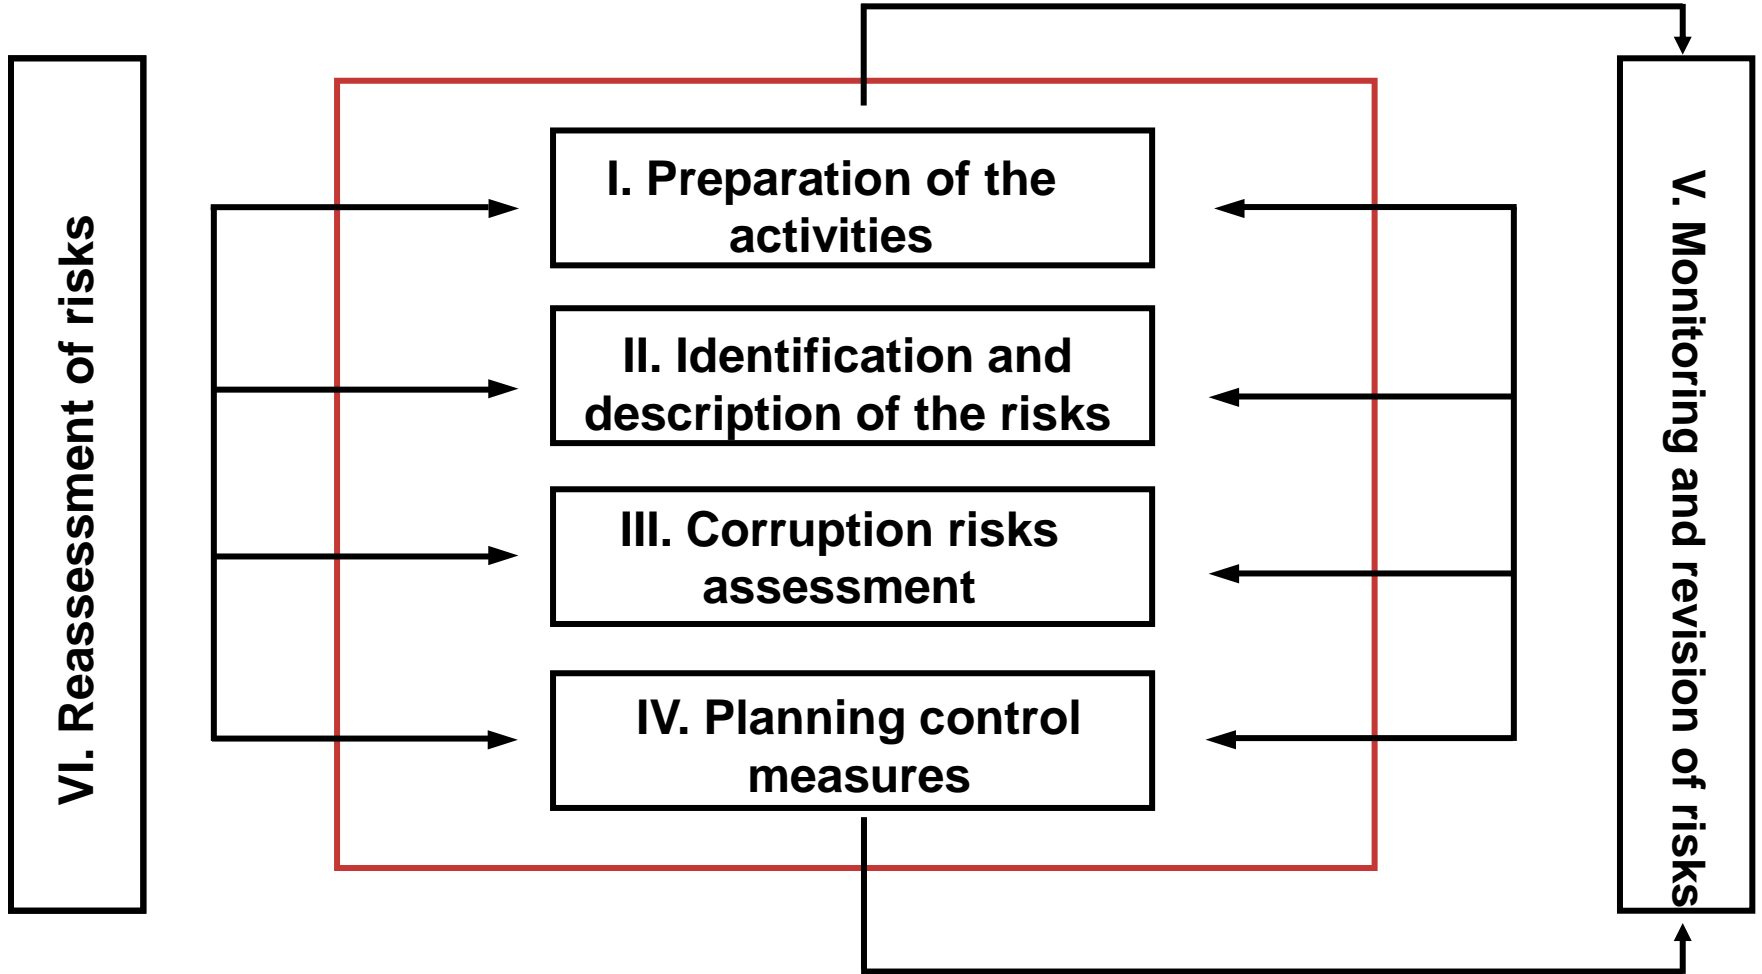 VI. Reassessment of risks
I. Preparation of the
activities
II. Identification and
description of the risks
III. Corruption risks
assessment
IV. Planning control
measures
V. Monitoring and revision of risks